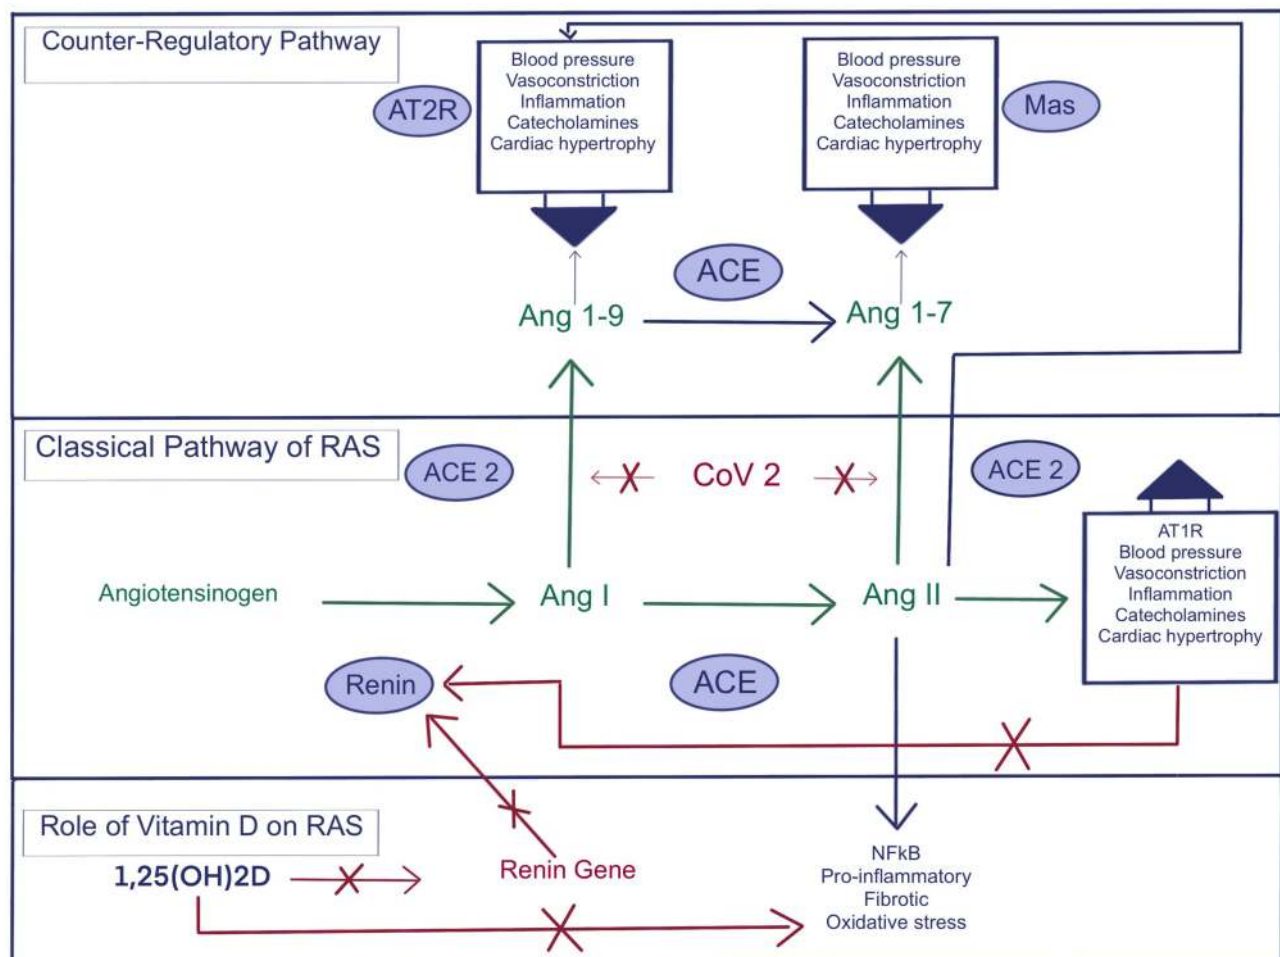 Counter-Regulatory Pathway
AT2R
Blood pressure
Vasoconstriction
Inflammation
Catecholamines
Cardiac hypertrophy
Blood pressure
Vasoconstriction
Inflammation
Catecholamines
Cardiac hypertrophy
Mas
ACE
Ang 1-9
Ang 1-7
Classical Pathway of RAS
ACE 2
CoV 2
ACE 2
AT1R
Blood pressure
Vasoconstriction
Inflammation
Catecholamines
Cardiac hypertrophy
Angiotensinogen
Ang I
Ang II
Renin
ACE
Role of Vitamin D on RAS
1,25(OH)2D
Renin Gene
NFkB
Pro-inflammatory
Fibrotic
Oxidative stress